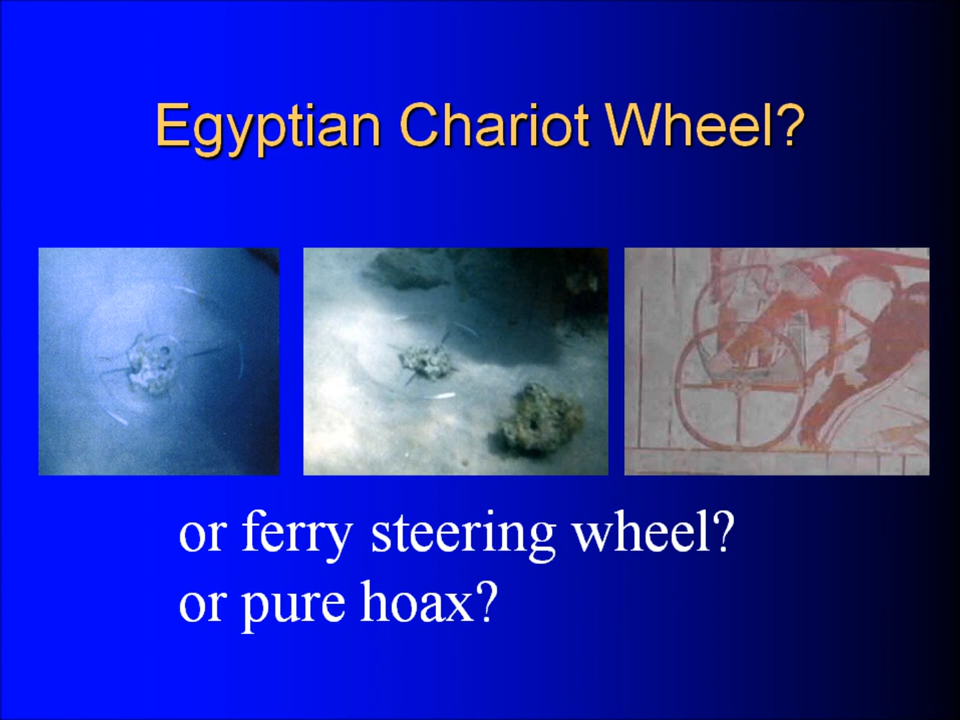 Egyptian Chariot Wheel?
or ferry steering wheel?
or pure hoax?